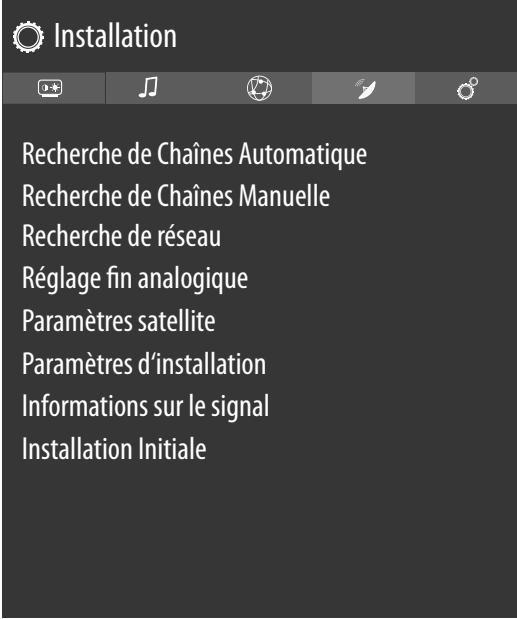 Installation
Recherche de Chaînes Automatique
Recherche de Chaînes Manuelle
Recherche de réseau
Réglage fin analogique
Paramètres satellite
Paramètres d‘installation
Informations sur le signal
Installation Initiale